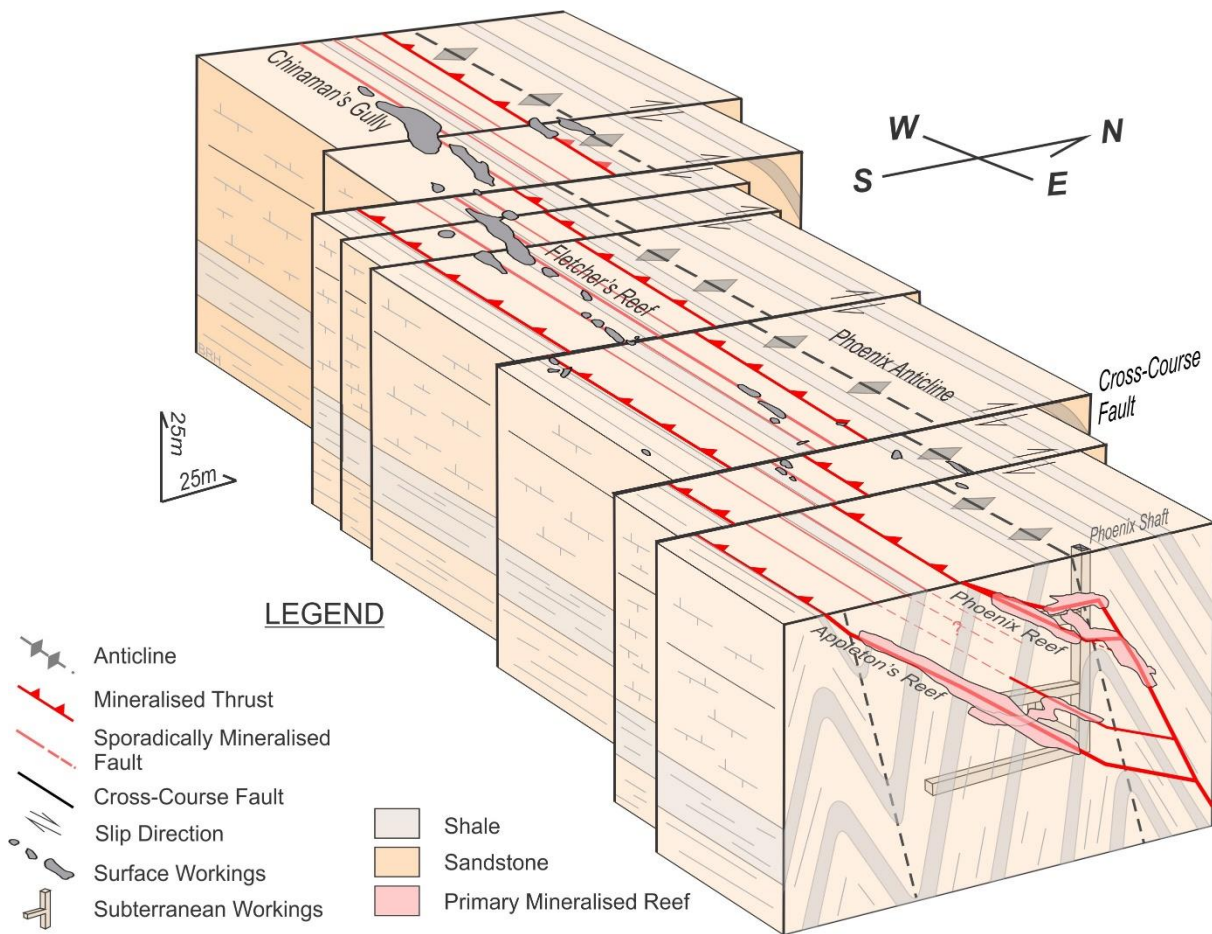 Chinaman's Gully
W
N
S
E
Fletcher's Reef
Phoenix Anticline
Cross-Course
Fault
BRH
25m
25m
Phoenix Shaft
Phoenix Reef
?
Appleton's Reef
LEGEND
Anticline
Mineralised Thrust
Sporadically Mineralised
Fault
Cross-Course Fault
Slip Direction
Surface Workings
Subterranean Workings
Shale
Sandstone
Primary Mineralised Reef